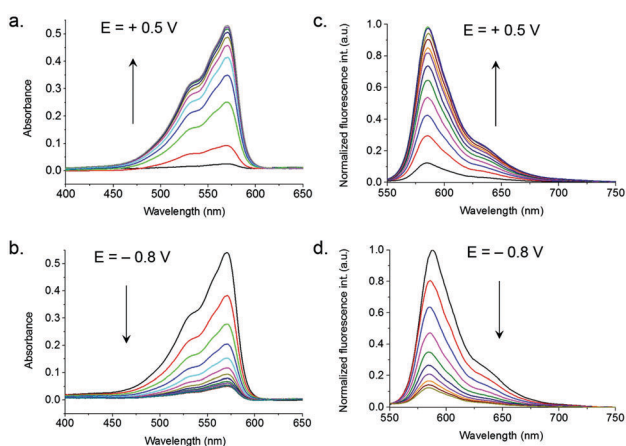 a.
E = + 0.5 V
Absorbance
0.5
0.4
0.3
0.2
0.1
0.0
400 450 500 550 600 650
Wavelength (nm)
c.
E = + 0.5 V
Normalized fluorescence int. (a.u.)
1.0
0.8
0.6
0.4
0.2
0.0
550 600 650 700 750
Wavelength (nm)
b.
E = – 0.8 V
Absorbance
0.5
0.4
0.3
0.2
0.1
0.0
400 450 500 550 600 650
Wavelength (nm)
d.
E = – 0.8 V
Normalized fluorescence int. (a.u.)
1.0
0.8
0.6
0.4
0.2
0.0
550 600 650 700 750
Wavelength (nm)